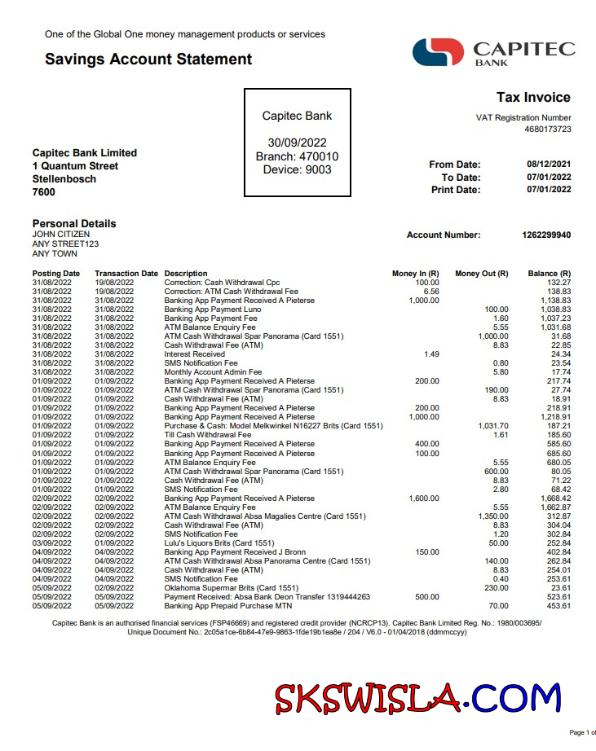 One of the Global One money management products or services
Savings Account Statement
CAPITEC
BANK
Tax Invoice
VAT Registration Number
4680173723
Capitec Bank
30/09/2022
Branch: 470010
Device: 9003
Capitec Bank Limited
1 Quantum Street
Stellenbosch
7600
From Date: 08/12/2021
To Date: 07/01/2022
Print Date: 07/01/2022
Personal Details
JOHN CITIZEN
ANY STREET123
ANY TOWN
Account Number: 1262299940
Posting Date Transaction Date Description Money In (R) Money Out (R) Balance (R)
31/08/2022 19/08/2022 Correction: Cash Withdrawal Cpc 100.00 132.27
31/08/2022 19/08/2022 Correction: ATM Cash Withdrawal Fee 6.56 138.83
31/08/2022 31/08/2022 Banking App Payment Received A Pieterse 1,000.00 1,138.83
31/08/2022 31/08/2022 Banking App Payment Luno 100.00 1,038.83
31/08/2022 31/08/2022 Banking App Payment Fee 1.60 1,037.23
31/08/2022 31/08/2022 ATM Balance Enquiry Fee 5.55 1,031.68
31/08/2022 31/08/2022 ATM Cash Withdrawal Spar Panorama (Card 1551) 1,000.00 31.68
31/08/2022 31/08/2022 Cash Withdrawal Fee (ATM) 8.83 22.85
31/08/2022 31/08/2022 Interest Received 1.49 24.34
31/08/2022 31/08/2022 SMS Notification Fee 0.80 23.54
31/08/2022 31/08/2022 Monthly Account Admin Fee 5.80 17.74
01/09/2022 01/09/2022 Banking App Payment Received A Pieterse 200.00 217.74
01/09/2022 01/09/2022 ATM Cash Withdrawal Spar Panorama (Card 1551) 190.00 27.74
01/09/2022 01/09/2022 Cash Withdrawal Fee (ATM) 8.83 18.91
01/09/2022 01/09/2022 Banking App Payment Received A Pieterse 200.00 218.91
01/09/2022 01/09/2022 Banking App Payment Received A Pieterse 1,000.00 1,218.91
01/09/2022 01/09/2022 Purchase & Cash: Model Melkwinkel N16227 Brits (Card 1551) 1,031.70 187.21
01/09/2022 01/09/2022 Till Cash Withdrawal Fee 1.61 185.60
01/09/2022 01/09/2022 Banking App Payment Received A Pieterse 400.00 585.60
01/09/2022 01/09/2022 Banking App Payment Received A Pieterse 100.00 685.60
01/09/2022 01/09/2022 ATM Balance Enquiry Fee 5.55 680.05
01/09/2022 01/09/2022 ATM Cash Withdrawal Spar Panorama (Card 1551) 600.00 80.05
01/09/2022 01/09/2022 Cash Withdrawal Fee (ATM) 8.83 71.22
01/09/2022 01/09/2022 SMS Notification Fee 2.80 68.42
02/09/2022 02/09/2022 Banking App Payment Received A Pieterse 1,600.00 1,668.42
02/09/2022 02/09/2022 ATM Balance Enquiry Fee 5.55 1,662.87
02/09/2022 02/09/2022 ATM Cash Withdrawal Absa Magalies Centre (Card 1551) 1,350.00 312.87
02/09/2022 02/09/2022 Cash Withdrawal Fee (ATM) 8.83 304.04
02/09/2022 02/09/2022 SMS Notification Fee 1.20 302.84
03/09/2022 01/09/2022 Lulu's Liquors Brits (Card 1551) 50.00 252.84
04/09/2022 04/09/2022 Banking App Payment Received J Bronn 150.00 402.84
04/09/2022 04/09/2022 ATM Cash Withdrawal Absa Panorama Centre (Card 1551) 140.00 262.84
04/09/2022 04/09/2022 Cash Withdrawal Fee (ATM) 8.83 254.01
04/09/2022 04/09/2022 SMS Notification Fee 0.40 253.61
05/09/2022 02/09/2022 Oklahoma Supermar Brits (Card 1551) 230.00 23.61
05/09/2022 05/09/2022 Payment Received: Absa Bank Deon Transfer 1319444263 500.00 523.61
05/09/2022 05/09/2022 Banking App Prepaid Purchase MTN 70.00 453.61
Capitec Bank is an authorised financial services (FSP46669) and registered credit provider (NCRCP13). Capitec Bank Limited Reg. No.: 1980/003695/
Unique Document No.: 2c05a1ce-6b84-47e9-9863-1fde19b1ea8e / 204 / V6.0 - 01/04/2018 (ddmmccyy)
SKSWISLA.COM
Page 1 of